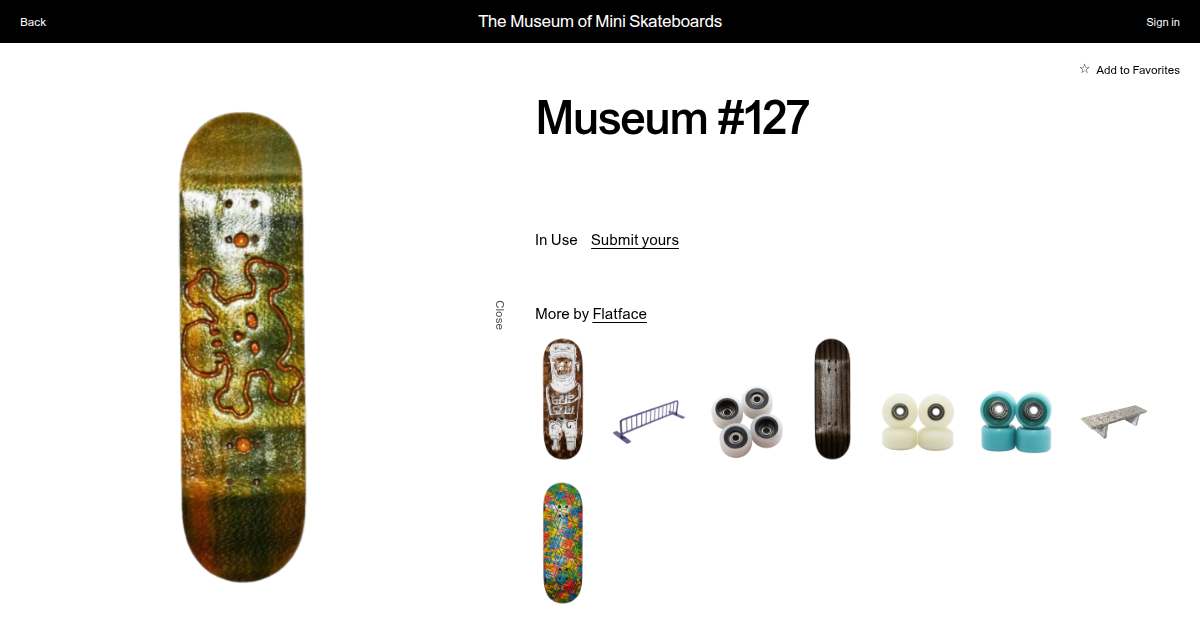 Back
The Museum of Mini Skateboards
Sign in
☆ Add to Favorites
Museum #127
In Use Submit yours
Close
More by Flatface